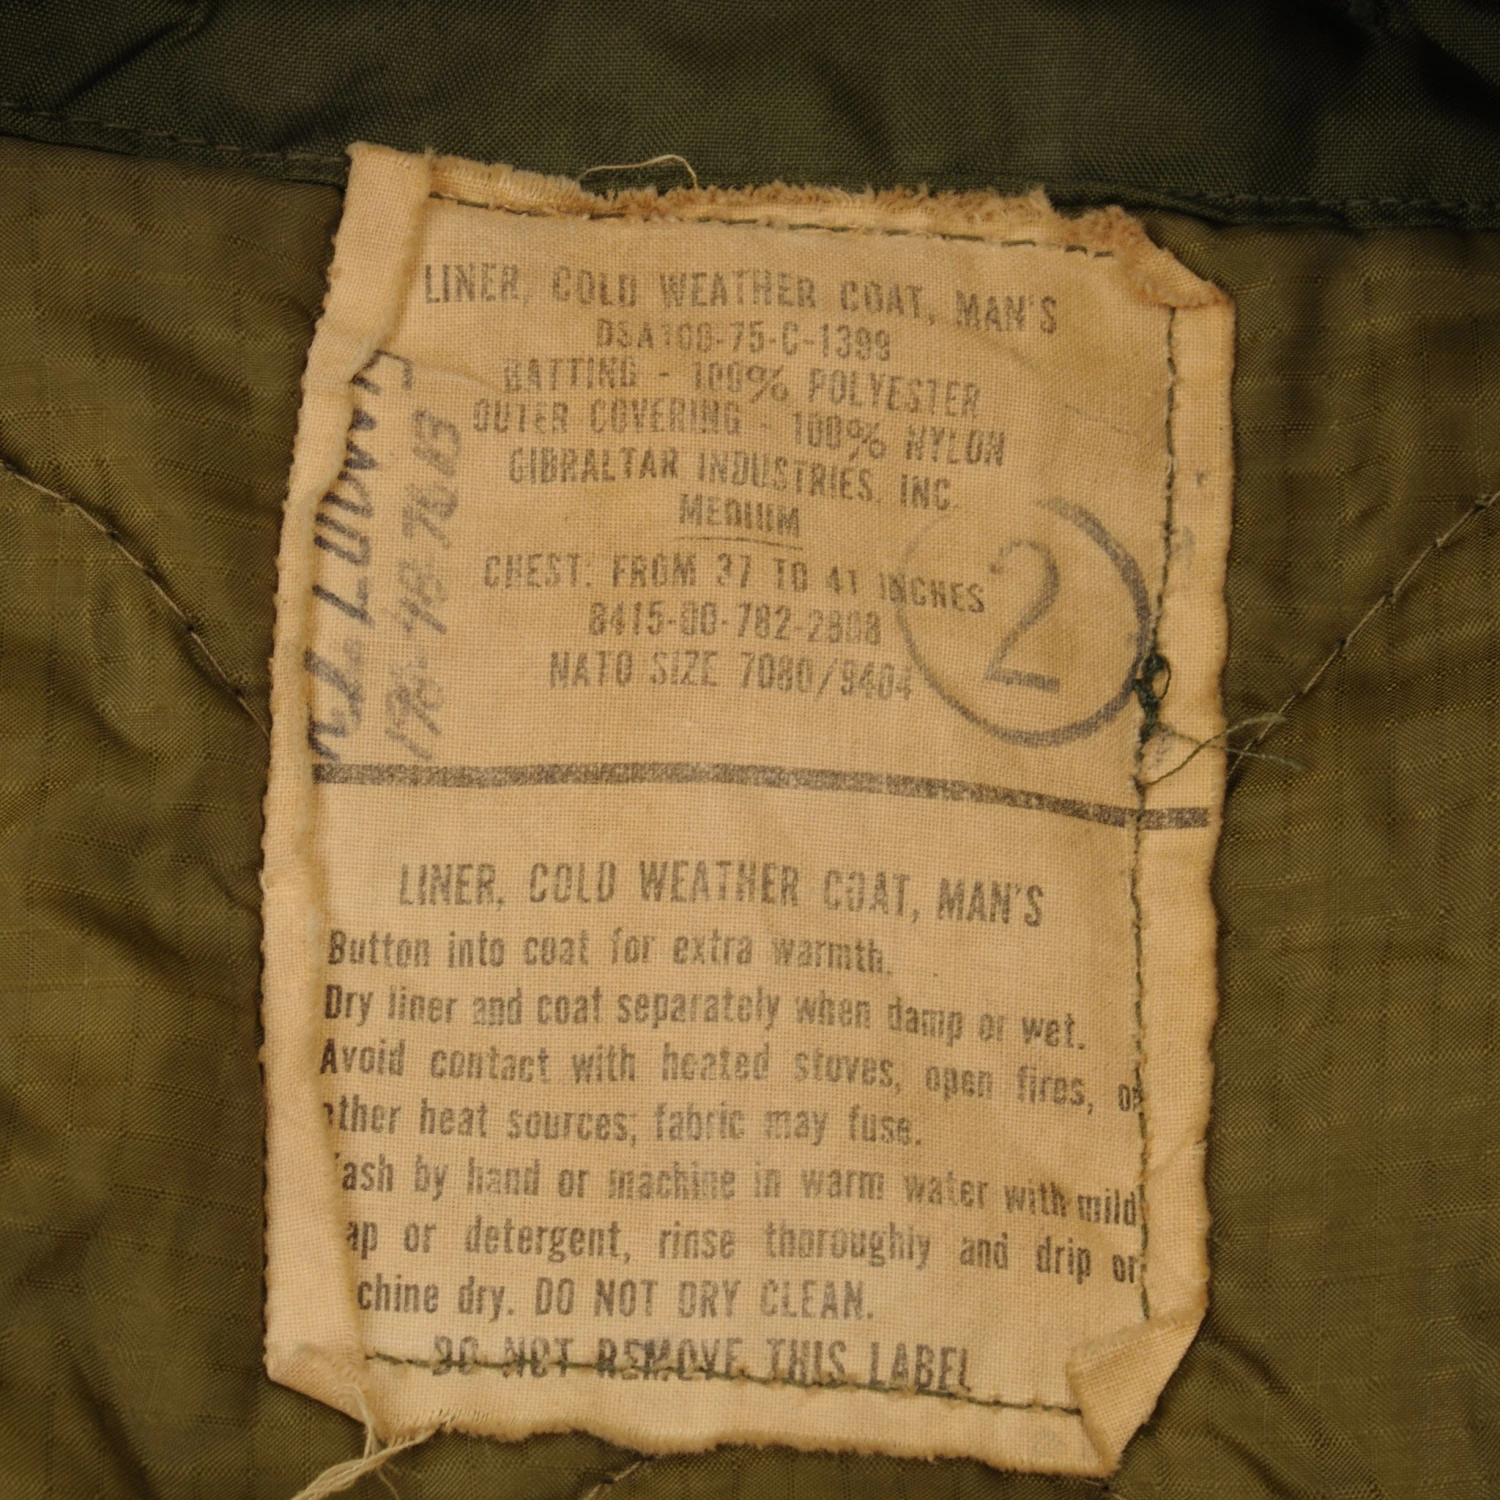 LINER, COLD WEATHER COAT, MAN'S
DSA100-75-C-1399
BATTING - 100% POLYESTER
OUTER COVERING - 100% NYLON
GIBRALTAR INDUSTRIES, INC.
MEDIUM
CHEST: FROM 37 TO 41 INCHES
8415-00-782-2808
NATO SIZE 7080/9404
2
LINER, COLD WEATHER COAT, MAN'S
Button into coat for extra warmth.
Dry liner and coat separately when damp or wet.
Avoid contact with heated stoves, open fires, or
other heat sources; fabric may fuse.
ash by hand or machine in warm water with mild
ap or detergent, rinse thoroughly and drip or
chine dry. DO NOT DRY CLEAN.
DO NOT REMOVE THIS LABEL